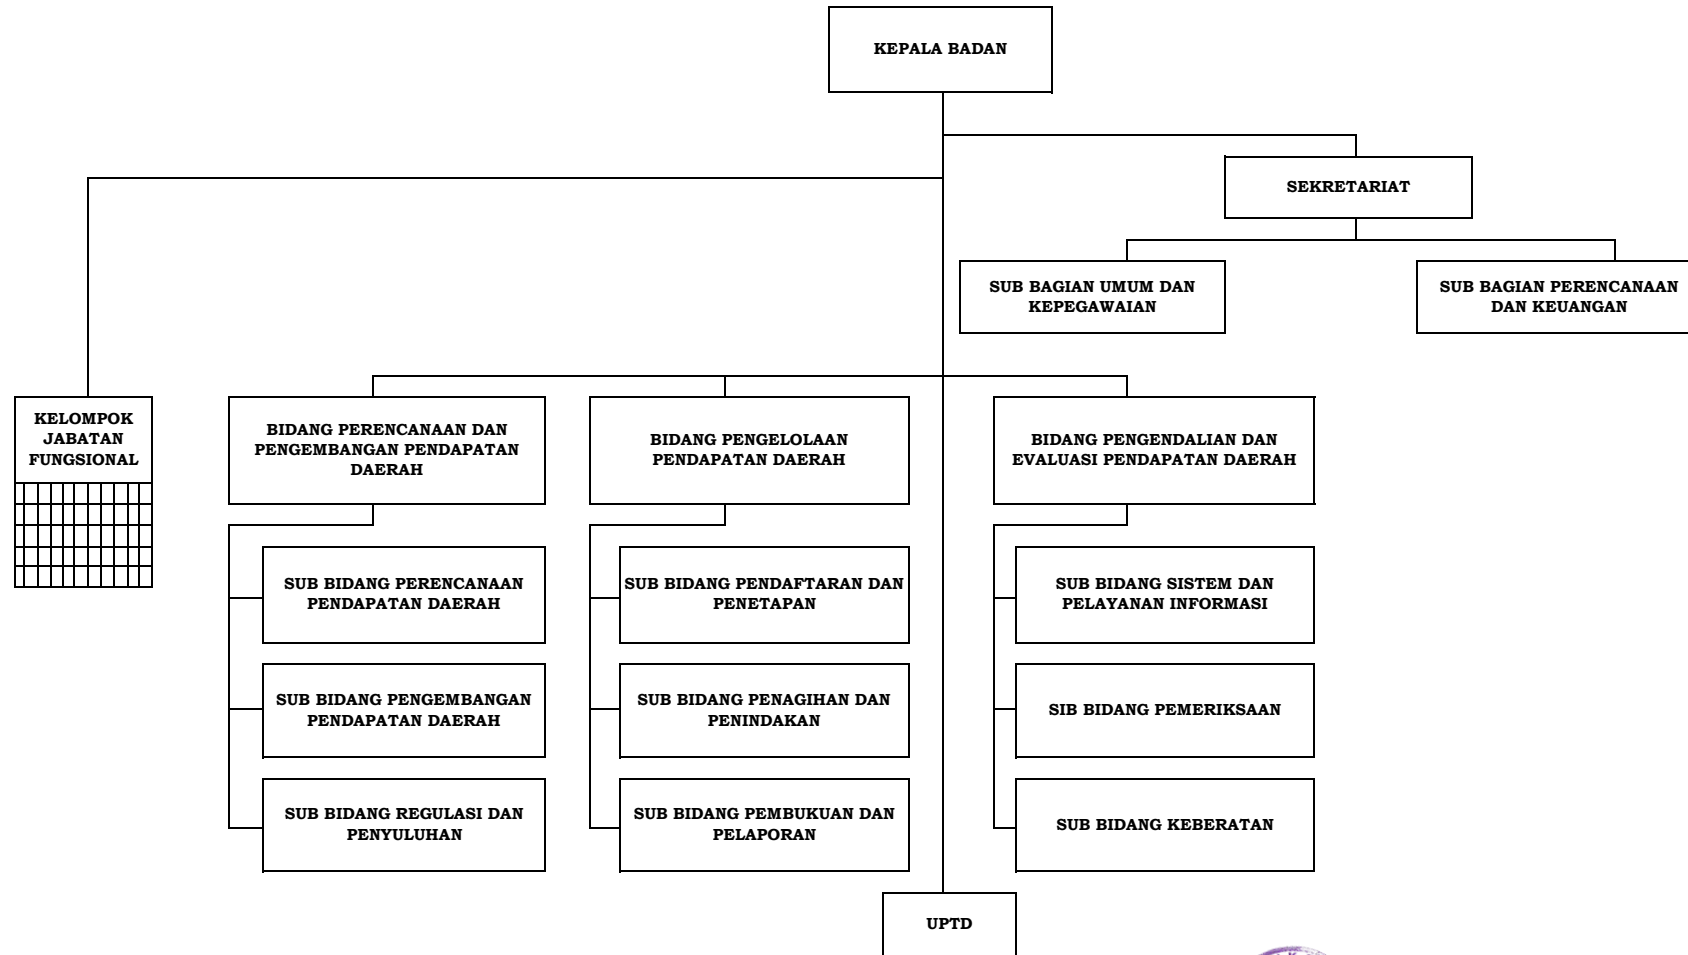 KEPALA BADAN
SEKRETARIAT
SUB BAGIAN UMUM DAN
KEPEGAWAIAN
SUB BAGIAN PERENCANAAN
DAN KEUANGAN
KELOMPOK
JABATAN
FUNGSIONAL
BIDANG PERENCANAAN DAN
PENGEMBANGAN PENDAPATAN
DAERAH
BIDANG PENGELOLAAN
PENDAPATAN DAERAH
BIDANG PENGENDALIAN DAN
EVALUASI PENDAPATAN DAERAH
SUB BIDANG PERENCANAAN
PENDAPATAN DAERAH
SUB BIDANG PENDAFTARAN DAN
PENETAPAN
SUB BIDANG SISTEM DAN
PELAYANAN INFORMASI
SUB BIDANG PENGEMBANGAN
PENDAPATAN DAERAH
SUB BIDANG PENAGIHAN DAN
PENINDAKAN
SIB BIDANG PEMERIKSAAN
SUB BIDANG REGULASI DAN
PENYULUHAN
SUB BIDANG PEMBUKUAN DAN
PELAPORAN
SUB BIDANG KEBERATAN
UPTD